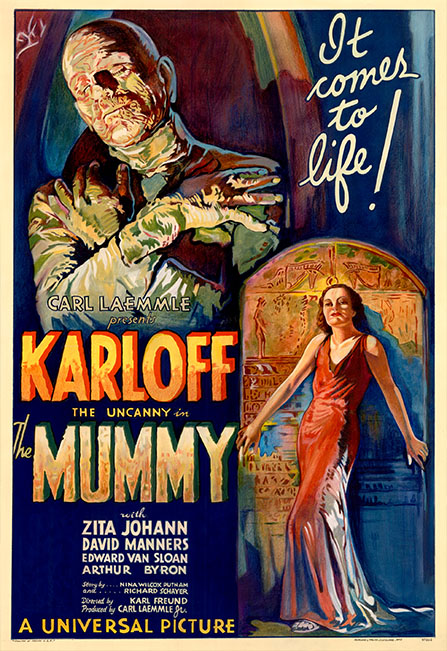 It
comes
to
life!
CARL LAEMMLE
presents
KARLOFF
THE UNCANNY in
The
MUMMY
with
ZITA JOHANN
DAVID MANNERS
EDWARD VAN SLOAN
ARTHUR BYRON
Story by.... NINA WILCOX PUTNAM
and..... RICHARD SCHAYER
Directed by KARL FREUND
Produced by CARL LAEMMLE Jr.
A UNIVERSAL PICTURE